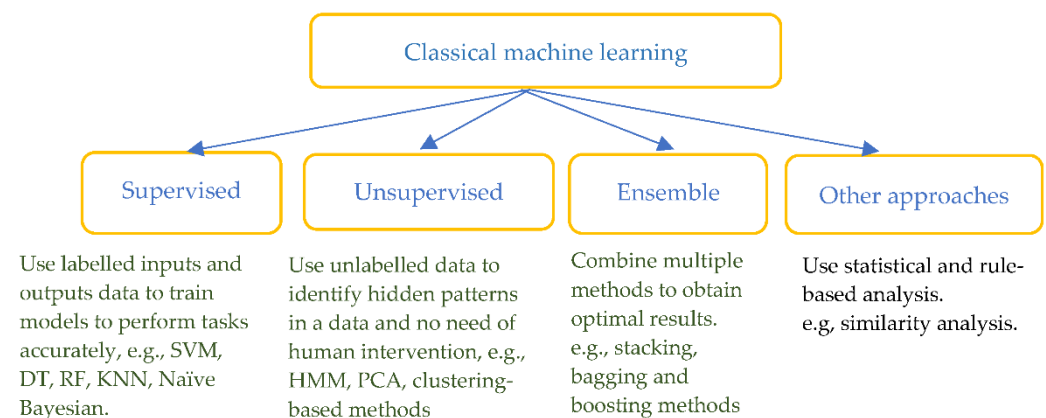 Classical machine learning
Supervised
Unsupervised
Ensemble
Other approaches
Use labelled inputs and
outputs data to train
models to perform tasks
accurately, e.g., SVM,
DT, RF, KNN, Naïve
Bayesian.
Use unlabelled data to
identify hidden patterns
in a data and no need of
human intervention, e.g.,
HMM, PCA, clustering-
based methods
Combine multiple
methods to obtain
optimal results.
e.g., stacking,
bagging and
boosting methods
Use statistical and rule-
based analysis.
e.g, similarity analysis.